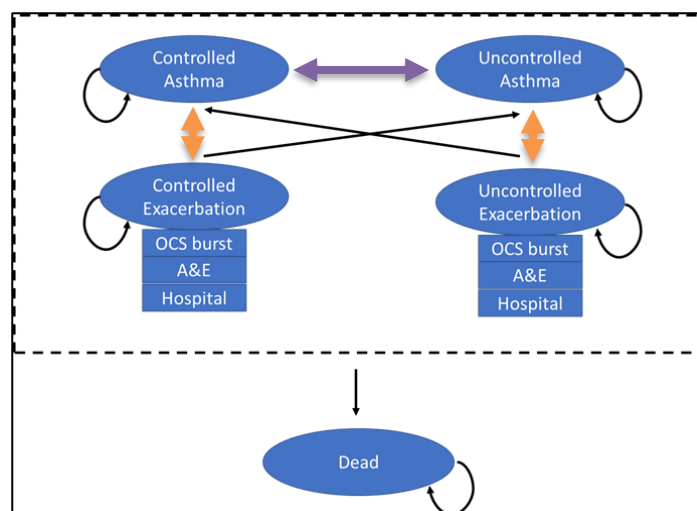 Controlled
Asthma
Uncontrolled
Asthma
Controlled
Exacerbation
OCS burst
A&E
Hospital
Uncontrolled
Exacerbation
OCS burst
A&E
Hospital
Dead